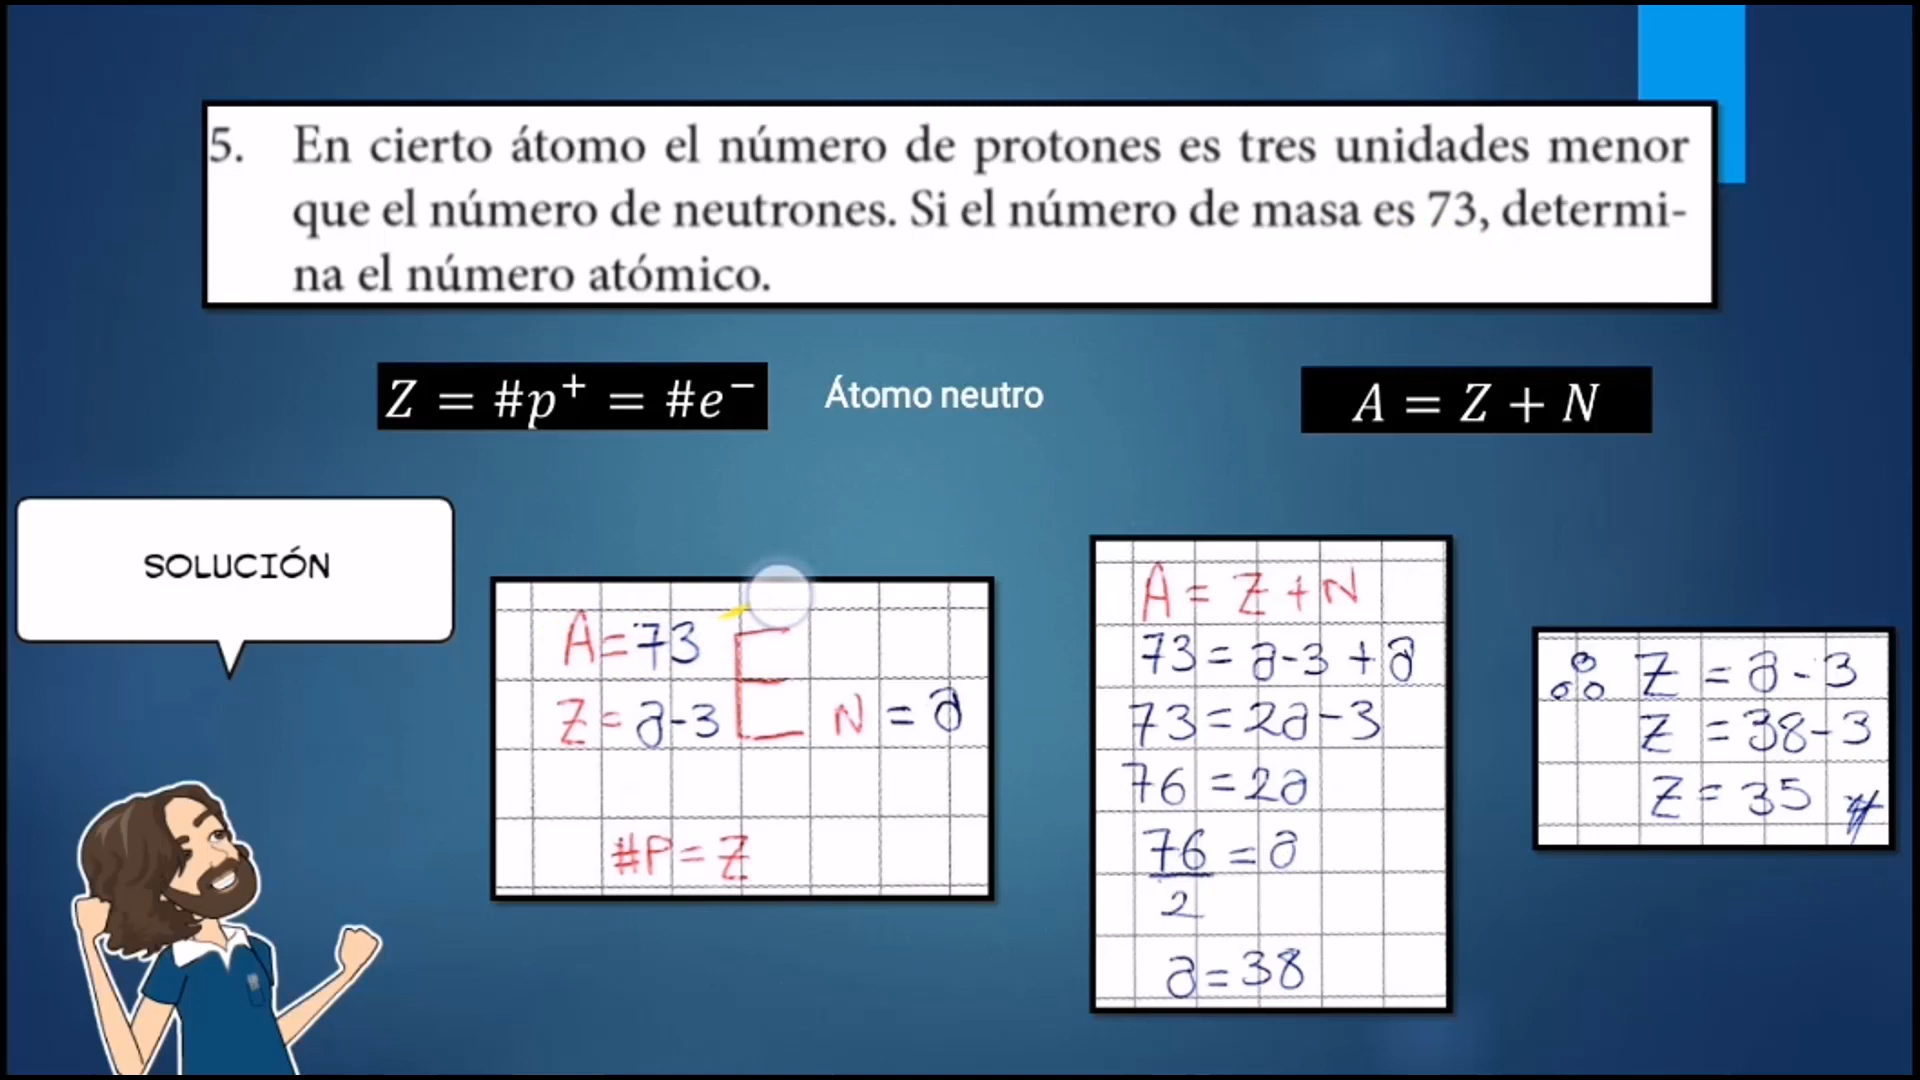 5. En cierto átomo el número de protones es tres unidades menor
que el número de neutrones. Si el número de masa es 73, determi-
na el número atómico.
Z = #p⁺ = #e⁻
Átomo neutro
A = Z + N
SOLUCIÓN
A = 73
E
Z = a-3
N = a
#P = Z
A = Z + N
73 = a-3 + a
73 = 2a-3
76 = 2a
76/2 = a
a = 38
∴ Z = a-3
Z = 38-3
Z = 35 #